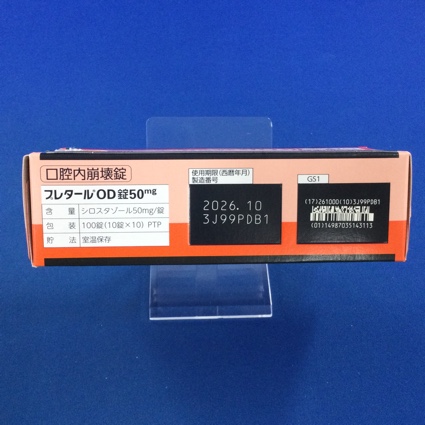 口腔内崩壊錠
プレタール®OD錠50mg
含 量 シロスタゾール50mg/錠
包 装 100錠(10錠×10) PTP
貯 法 室温保存
使用期限(西暦年月)
製造番号
2026.10
3J99PDB1
GS1
(17)261000(10)3J99PDB1
(01)14987035143113